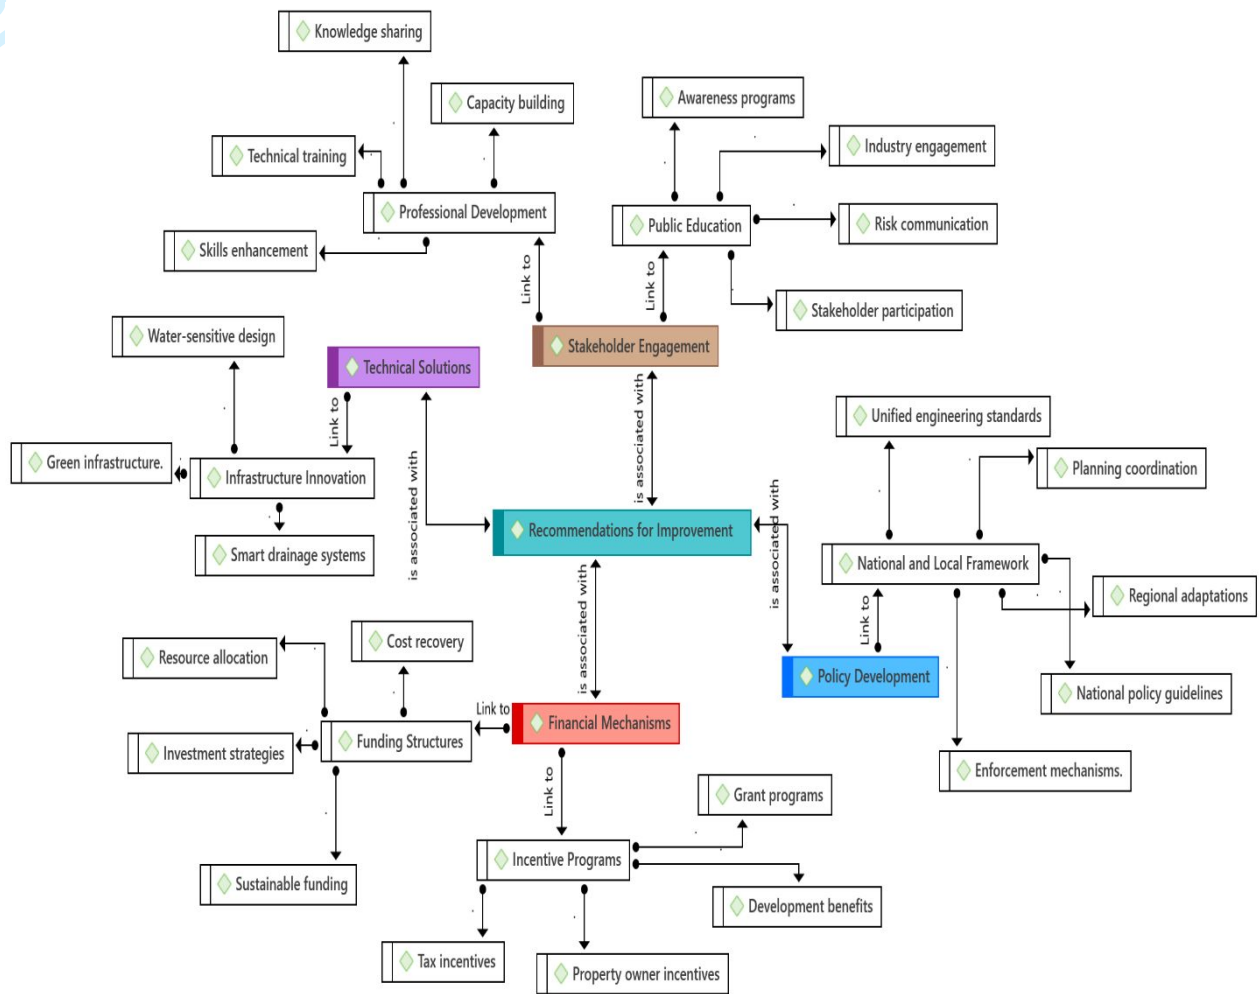 Knowledge sharing
Capacity building
Awareness programs
Technical training
Industry engagement
Professional Development
Public Education
Risk communication
Skills enhancement
Link to
Link to
Stakeholder participation
Water-sensitive design
Technical Solutions
Stakeholder Engagement
Link to
is associated with
is associated with
Unified engineering standards
Green infrastructure.
Infrastructure Innovation
Planning coordination
Recommendations for Improvement
is associated with
Smart drainage systems
National and Local Framework
Regional adaptations
is associated with
Link to
Cost recovery
Resource allocation
Policy Development
National policy guidelines
Link to
Financial Mechanisms
Funding Structures
Investment strategies
Enforcement mechanisms.
Link to
Grant programs
Incentive Programs
Sustainable funding
Development benefits
Tax incentives
Property owner incentives